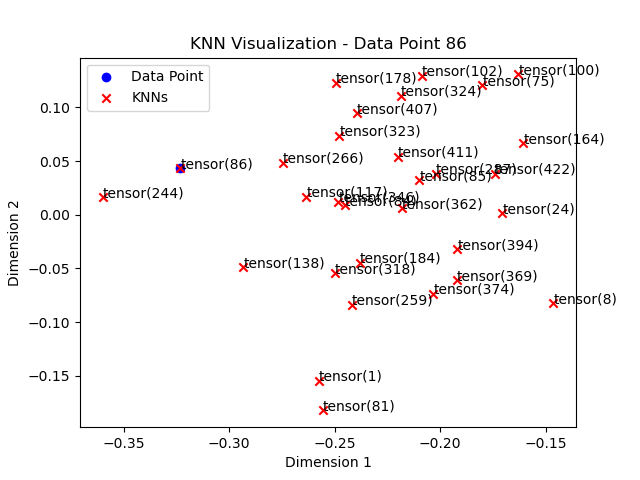 KNN Visualization - Data Point 86
Data Point
KNNs
tensor(100)
tensor(102)
tensor(178)
tensor(75)
tensor(324)
tensor(407)
tensor(323)
tensor(164)
tensor(411)
tensor(266)
tensor(86)
tensor(287)
tensor(422)
tensor(85)
tensor(244)
tensor(117)
tensor(346)
tensor(362)
tensor(24)
tensor(394)
tensor(184)
tensor(138)
tensor(318)
tensor(369)
tensor(374)
tensor(259)
tensor(8)
tensor(1)
tensor(81)
0.10
0.05
0.00
−0.05
−0.10
−0.15
−0.35
−0.30
−0.25
−0.20
−0.15
Dimension 1
Dimension 2